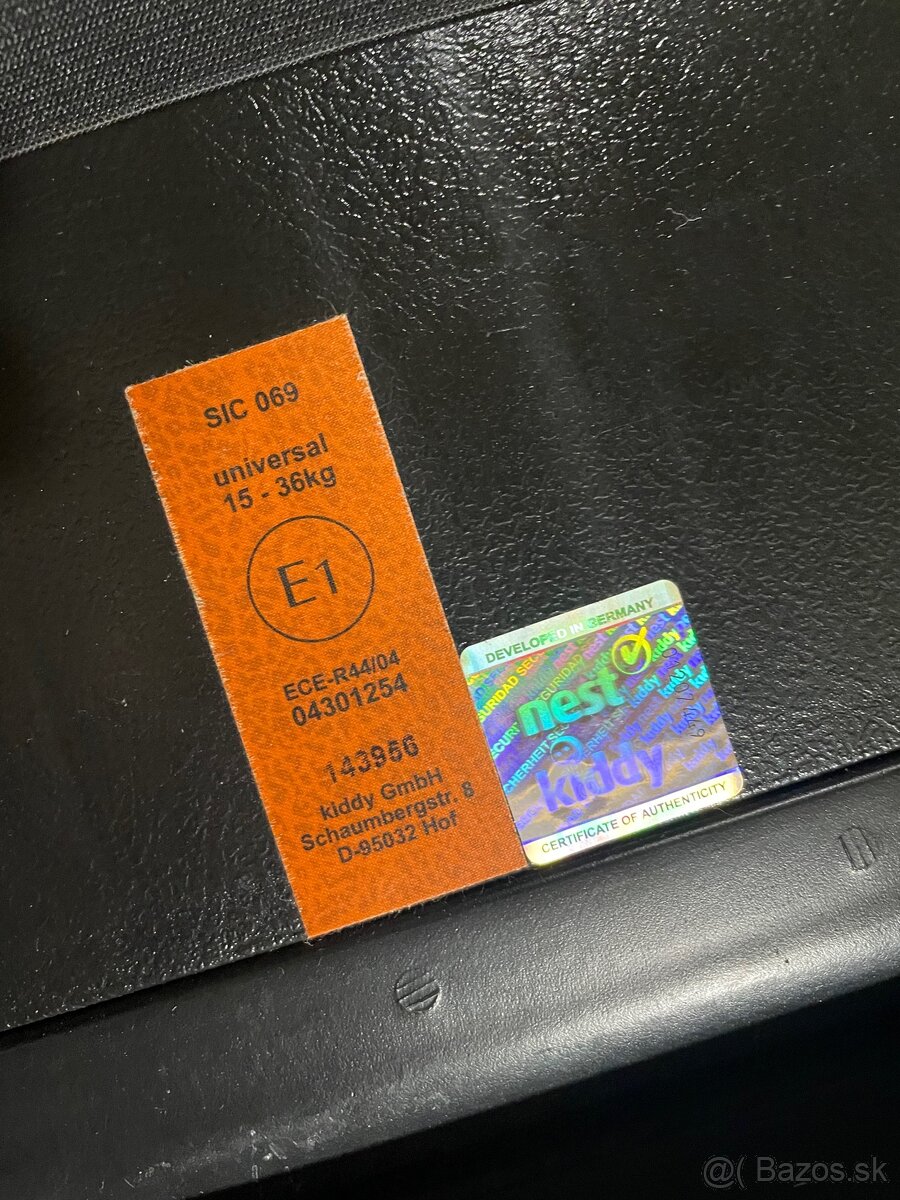 SIC 069
universal
15 - 36kg
E1
ECE-R44/04
04301254
143956
kiddy GmbH
Schaumbergstr. 8
D-95032 Hof
DEVELOPED IN GERMANY
nest
kiddy
CERTIFICATE OF AUTHENTICITY
@( Bazos.sk